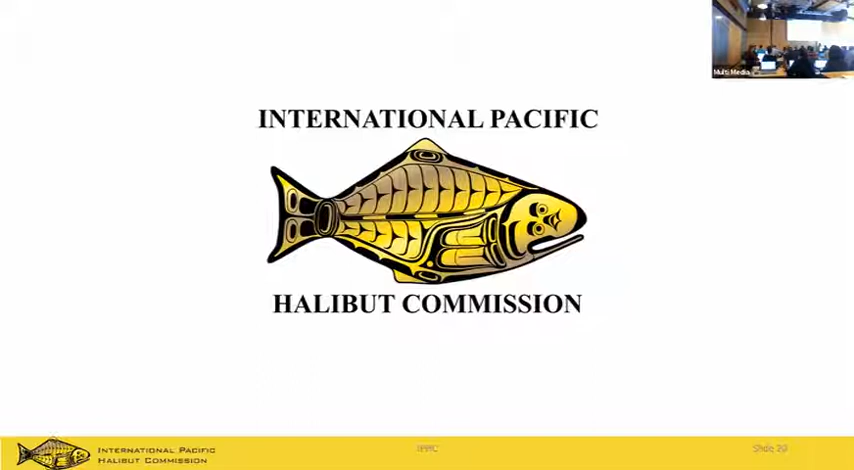 Multi Media
INTERNATIONAL PACIFIC
HALIBUT COMMISSION
INTERNATIONAL PACIFIC
HALIBUT COMMISSION
IPHC
Slide 20